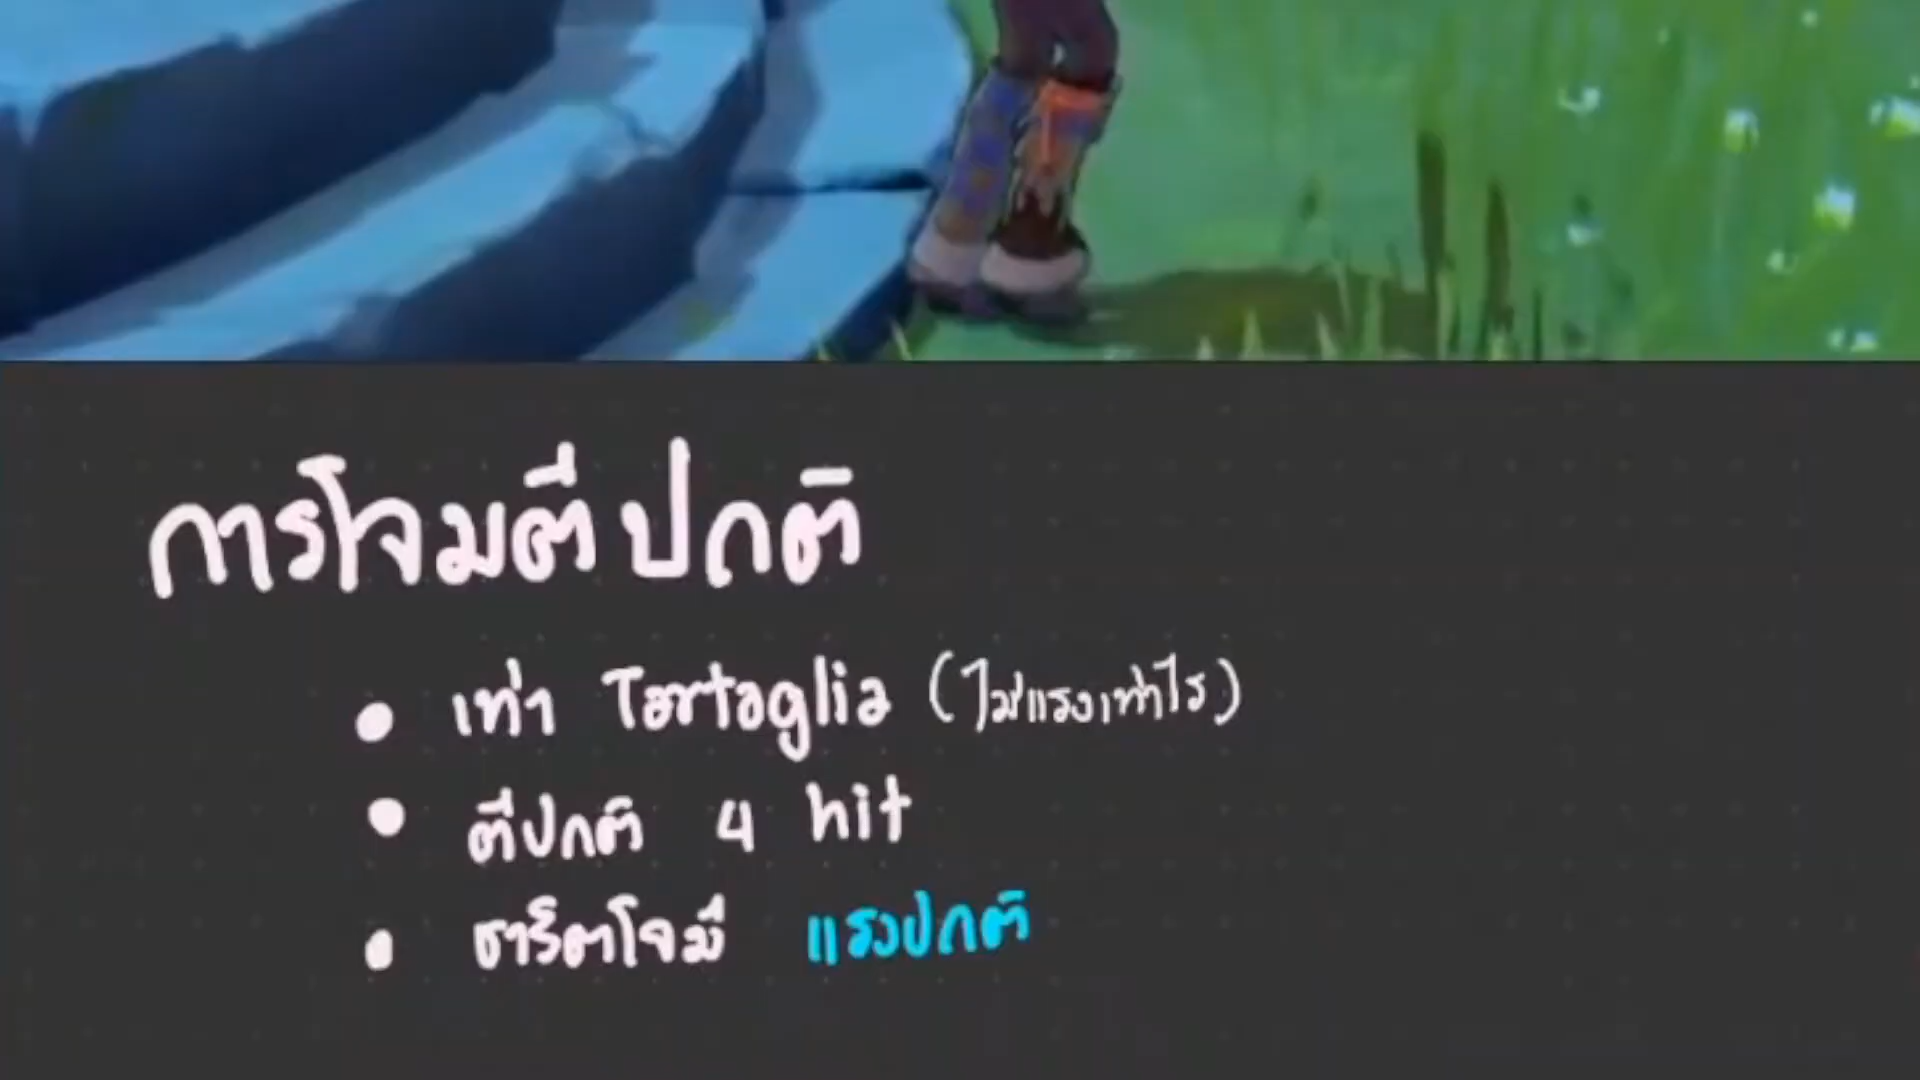 การโจมตีปกติ
• เท่า Tartaglia (ไม่แรงเท่าไร)
• ตีปกติ 4 hit
• ชาร์ตโจมตี แรงปกติ